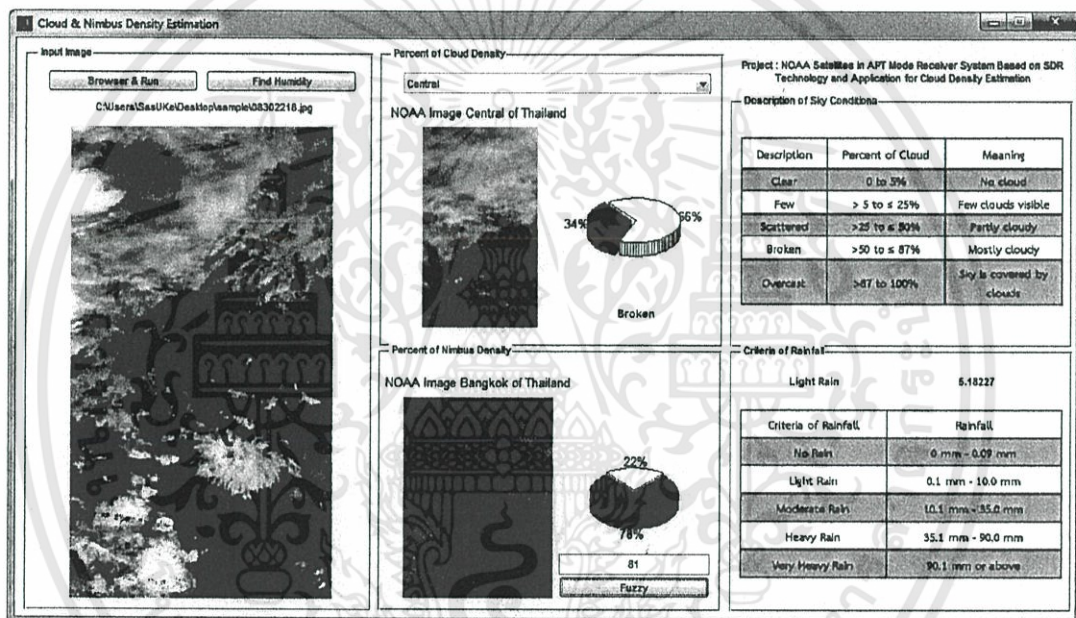 Cloud & Nimbus Density Estimation
Input Image
Browser & Run
Find Humidity
C:\Users\SasUKe\Desktop\sample\08302218.jpg
Percent of Cloud Density
Central
NOAA Image Central of Thailand
34%
66%
Broken
Percent of Nimbus Density
NOAA Image Bangkok of Thailand
22%
78%
81
Fuzzy
Project : NOAA Satellites in APT Mode Receiver System Based on SDR
Technology and Application for Cloud Density Estimation
Description of Sky Conditions
Description Percent of Cloud Meaning
Clear 0 to 5% No cloud
Few > 5 to ≤ 25% Few clouds visible
Scattered >25 to ≤ 50% Partly cloudy
Broken >50 to ≤ 87% Mostly cloudy
Overcast >87 to 100% Sky is covered by
clouds
Criteria of Rainfall
Light Rain 5.18227
Criteria of Rainfall Rainfall
No Rain 0 mm - 0.09 mm
Light Rain 0.1 mm - 10.0 mm
Moderate Rain 10.1 mm - 35.0 mm
Heavy Rain 35.1 mm - 90.0 mm
Very Heavy Rain 90.1 mm or above